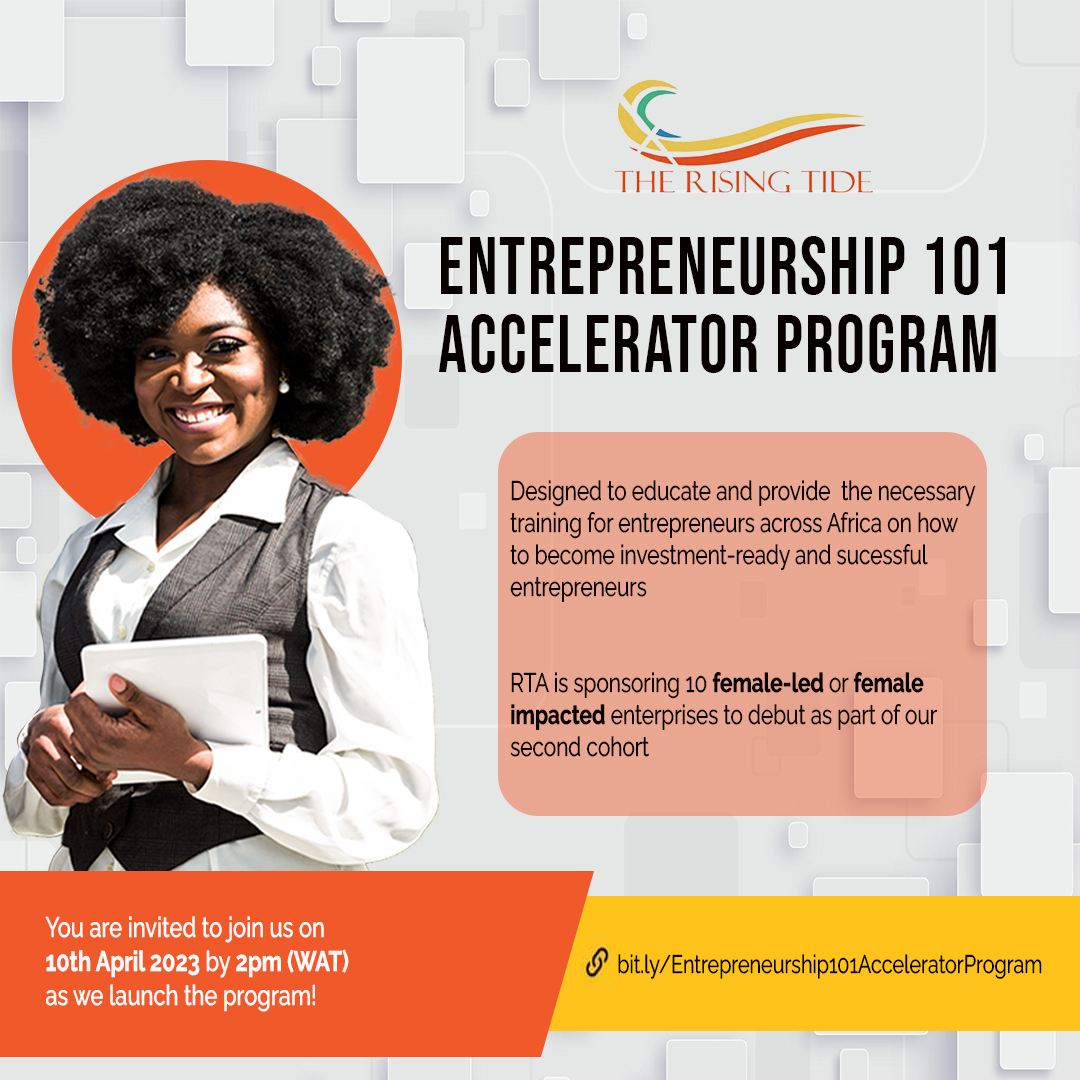 THE RISING TIDE
ENTREPRENEURSHIP 101
ACCELERATOR PROGRAM
Designed to educate and provide  the necessary
training for entrepreneurs across Africa on how
to become investment-ready and sucessful
entrepreneurs
RTA is sponsoring 10 female-led or female
impacted enterprises to debut as part of our
second cohort
You are invited to join us on
10th April 2023 by 2pm (WAT)
as we launch the program!
bit.ly/Entrepreneurship101AcceleratorProgram